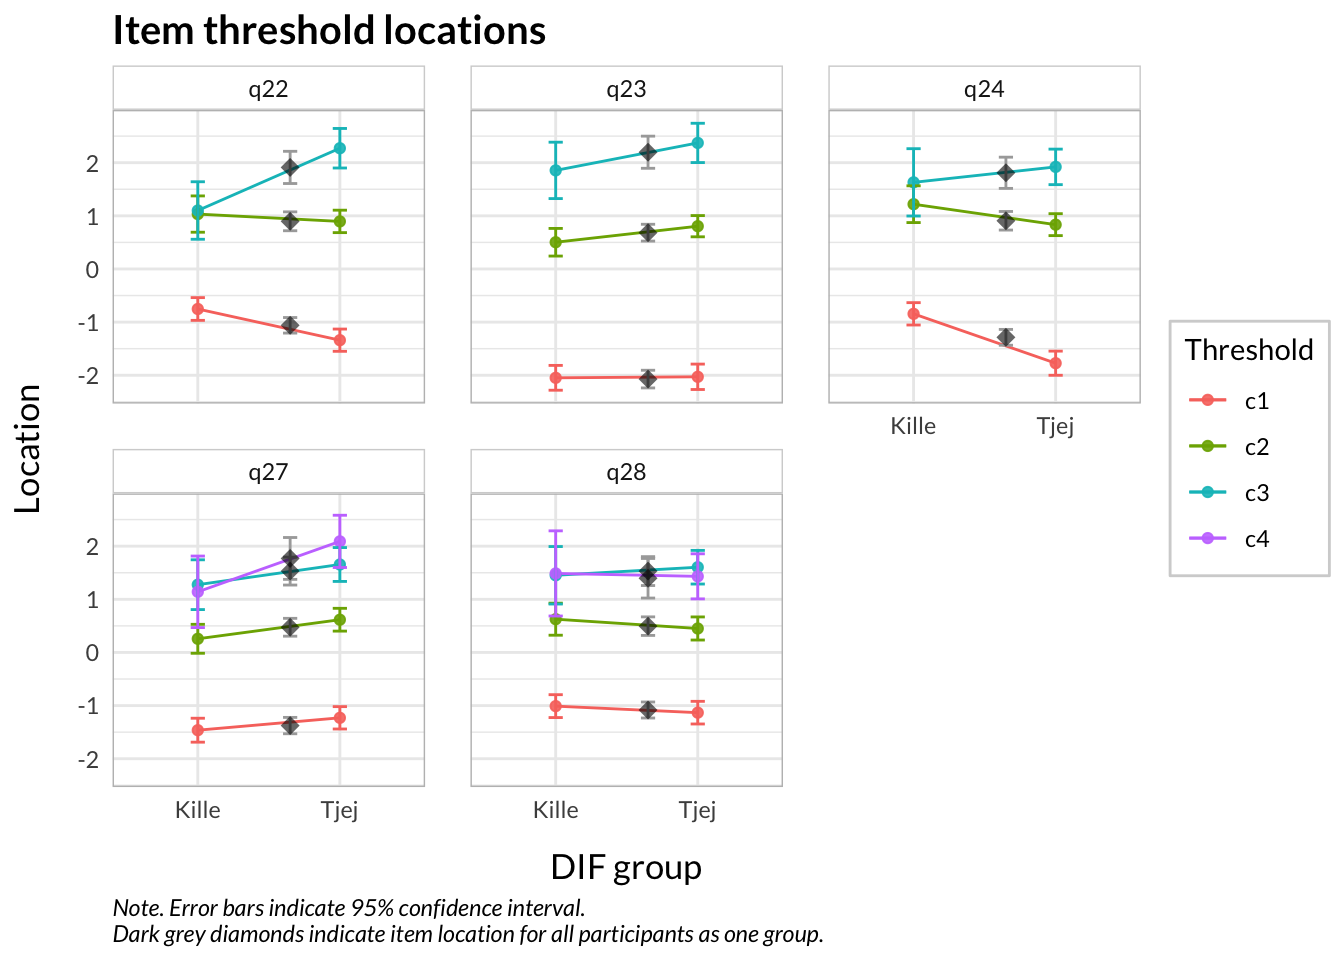 Item threshold locations
q22
q23
q24
2
1
0
-1
-2
Kille
Tjej
Location
Threshold
c1
c2
c3
c4
q27
q28
2
1
0
-1
-2
Kille
Tjej
Kille
Tjej
DIF group
Note. Error bars indicate 95% confidence interval.
Dark grey diamonds indicate item location for all participants as one group.